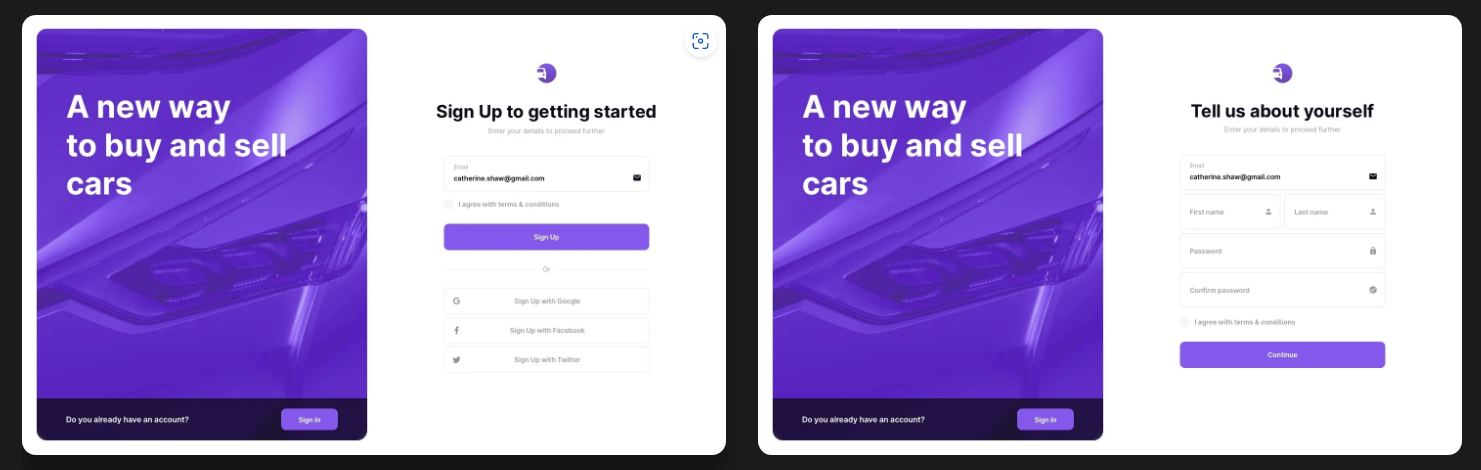 A new way
to buy and sell
cars
Do you already have an account?
Sign In
Sign Up to getting started
Enter your details to proceed further
Email
catherine.shaw@gmail.com
I agree with terms & conditions
Sign Up
Or
Sign Up with Google
Sign Up with Facebook
Sign Up with Twitter
A new way
to buy and sell
cars
Do you already have an account?
Sign In
Tell us about yourself
Enter your details to proceed further
Email
catherine.shaw@gmail.com
First name
Last name
Password
Confirm password
I agree with terms & conditions
Continue